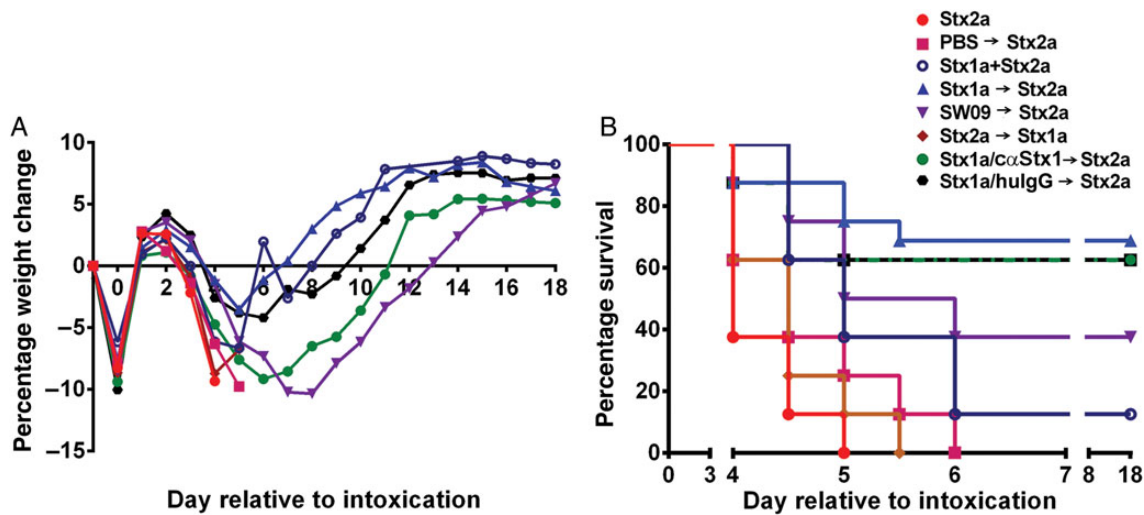 Stx2a
PBS → Stx2a
Stx1a+Stx2a
Stx1a → Stx2a
SW09 → Stx2a
Stx2a → Stx1a
Stx1a/cαStx1→Stx2a
Stx1a/huIgG → Stx2a
A
Percentage weight change
10
5
0
−5
−10
−15
0 2 4 6 8 10 12 14 16 18
Day relative to intoxication
B
Percentage survival
100
80
60
40
20
0
0 3 4 5 6 7 8 18
Day relative to intoxication